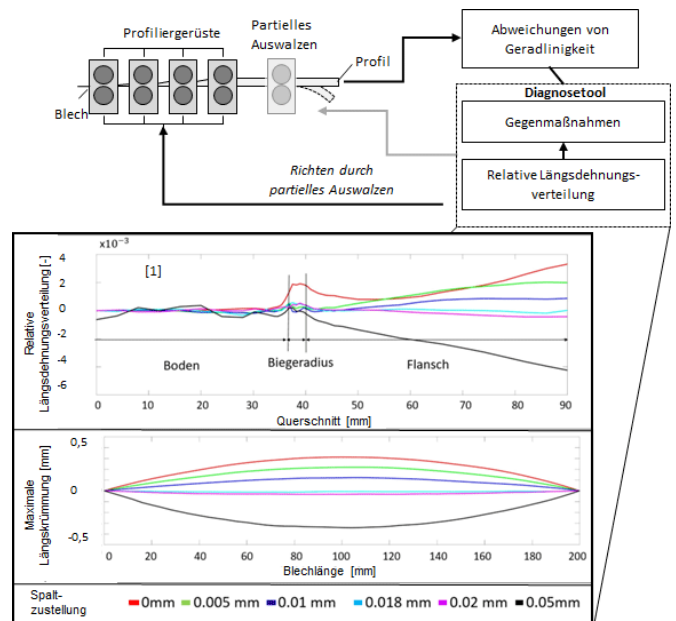 Profiliergerüste
Partielles
Auswalzen
Profil
Blech
Abweichungen von
Geradlinigkeit
Diagnosetool
Gegenmaßnahmen
Relative Längsdehnungs-
verteilung
Richten durch
partielles Auswalzen
x10⁻³
[1]
4
2
0
-2
-4
-6
Relative
Längsdehnungsverteilung [-]
Boden
Biegeradius
Flansch
0 10 20 30 40 50 60 70 80 90
Querschnitt [mm]
0,5
0
-0,5
Maximale
Längskrümmung [mm]
0 20 40 60 80 100 120 140 160 180 200
Blechlänge [mm]
Spalt-
zustellung
0mm 0.005 mm 0.01 mm 0.018 mm 0.02 mm 0.05mm